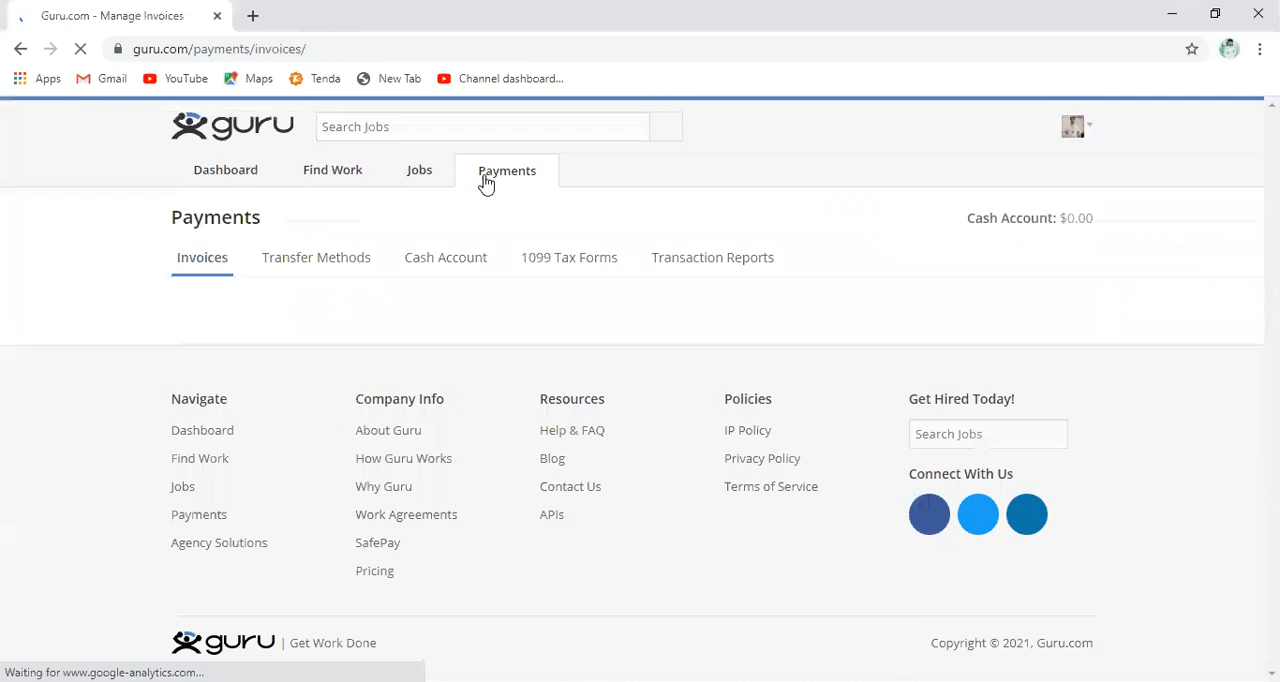 Guru.com - Manage Invoices
guru.com/payments/invoices/
Apps Gmail YouTube Maps Tenda New Tab Channel dashboard...
guru Search Jobs
Dashboard Find Work Jobs Payments
Payments Cash Account: $0.00
Invoices Transfer Methods Cash Account 1099 Tax Forms Transaction Reports
Navigate Company Info Resources Policies Get Hired Today!
Dashboard About Guru Help & FAQ IP Policy Search Jobs
Find Work How Guru Works Blog Privacy Policy Connect With Us
Jobs Why Guru Contact Us Terms of Service
Payments Work Agreements APIs
Agency Solutions SafePay
Pricing
guru | Get Work Done Copyright © 2021, Guru.com
Waiting for www.google-analytics.com...